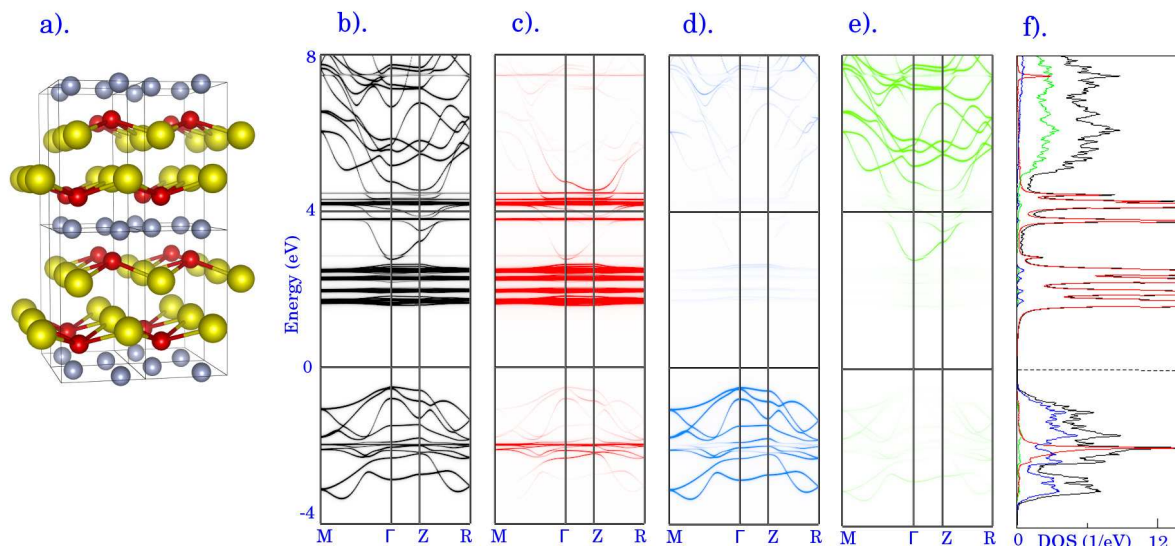 a). b). c). d). e). f).
8
4
0
-4
Energy (eV)
M Γ Z R M Γ Z R M Γ Z R M Γ Z R 0 DOS (1/eV) 12